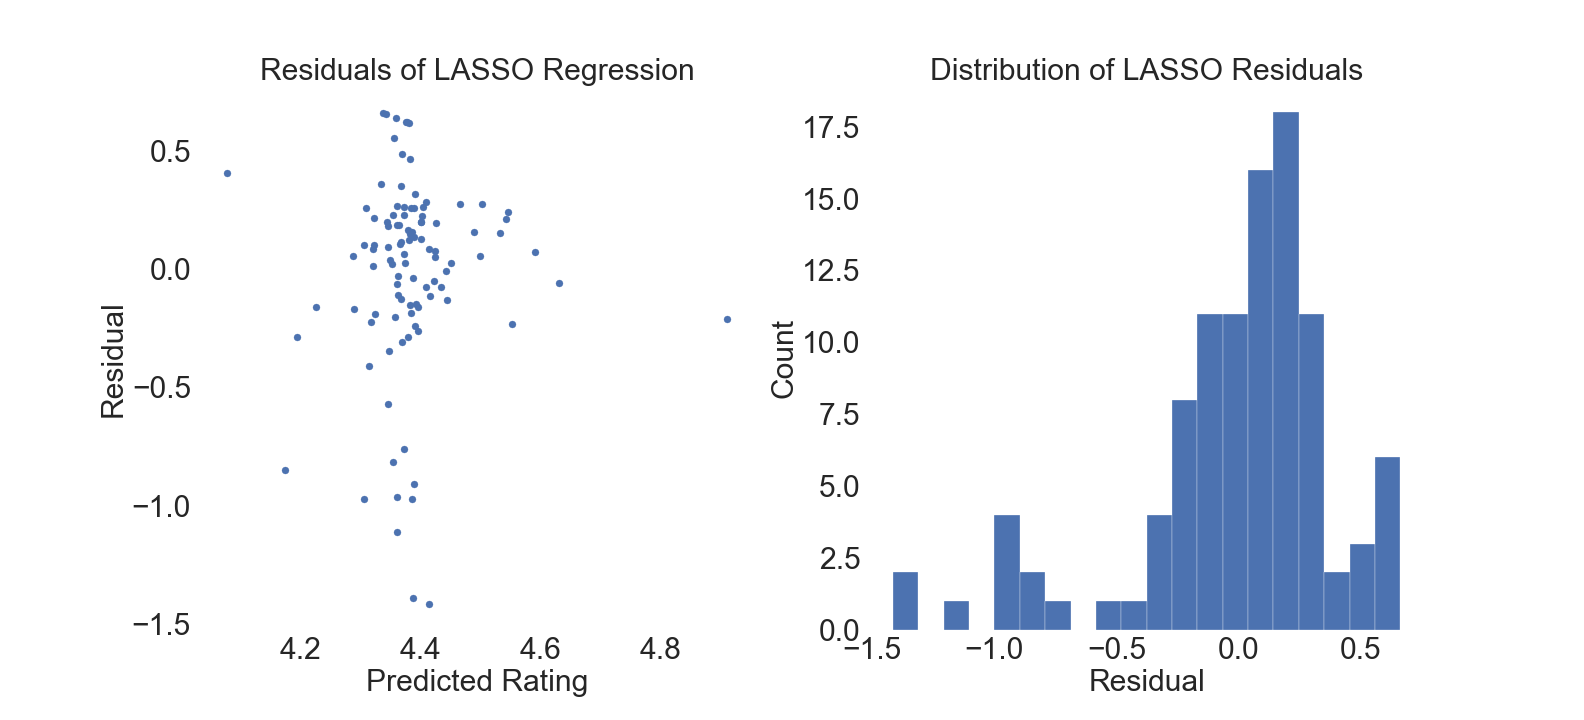 Residuals of LASSO Regression
0.5
0.0
−0.5
−1.0
−1.5
Residual
4.2 4.4 4.6 4.8
Predicted Rating
Distribution of LASSO Residuals
17.5
15.0
12.5
10.0
7.5
5.0
2.5
0.0
Count
−1.5 −1.0 −0.5 0.0 0.5
Residual